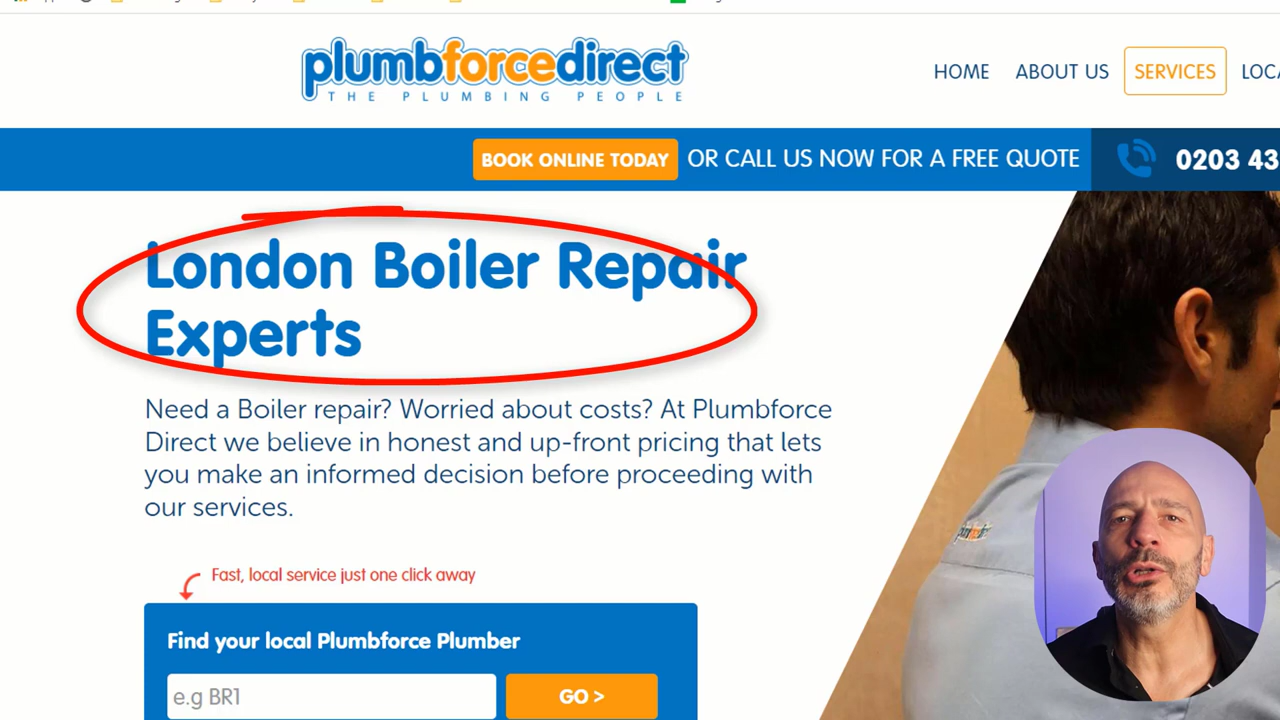 plumbforcedirect
THE PLUMBING PEOPLE
HOME ABOUT US SERVICES
BOOK ONLINE TODAY OR CALL US NOW FOR A FREE QUOTE 0203 43
London Boiler Repair
Experts
Need a Boiler repair? Worried about costs? At Plumbforce
Direct we believe in honest and up-front pricing that lets
you make an informed decision before proceeding with
our services.
Fast, local service just one click away
Find your local Plumbforce Plumber
e.g BR1
GO >